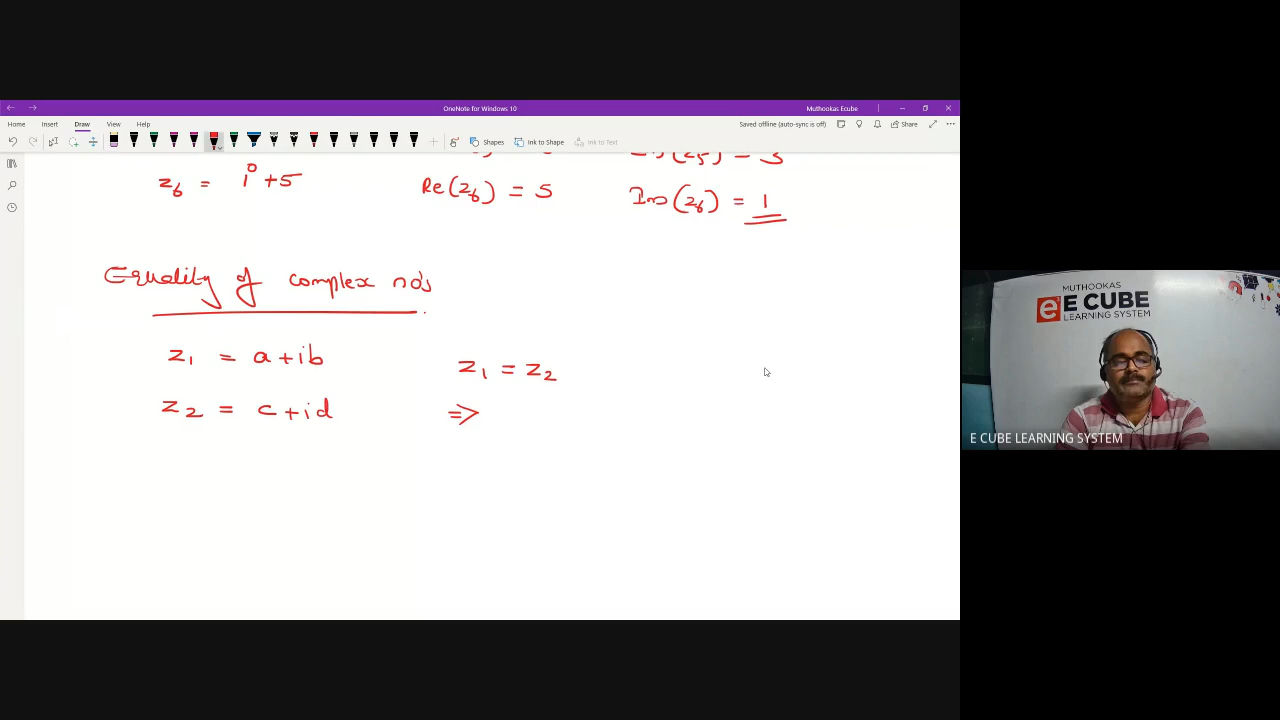 OneNote for Windows 10
Muthookas Ecube
Home Insert Draw View Help
Saved offline (auto-sync is off) Share
Shapes Ink to Shape Ink to Text
z6 = i+5 Re(z6) = 5 Im(z6) = 1
Equality of complex no's
z1 = a+ib
z1 = z2
z2 = c+id =>
MUTHOOKAS
e E CUBE
LEARNING SYSTEM
E CUBE LEARNING SYSTEM